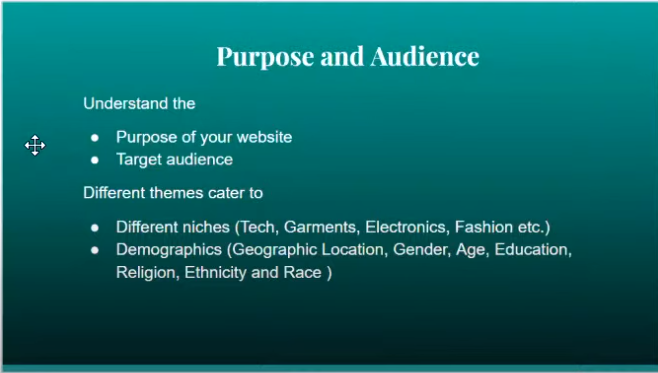 Purpose and Audience
Understand the
● Purpose of your website
● Target audience
Different themes cater to
● Different niches (Tech, Garments, Electronics, Fashion etc.)
● Demographics (Geographic Location, Gender, Age, Education,
Religion, Ethnicity and Race )